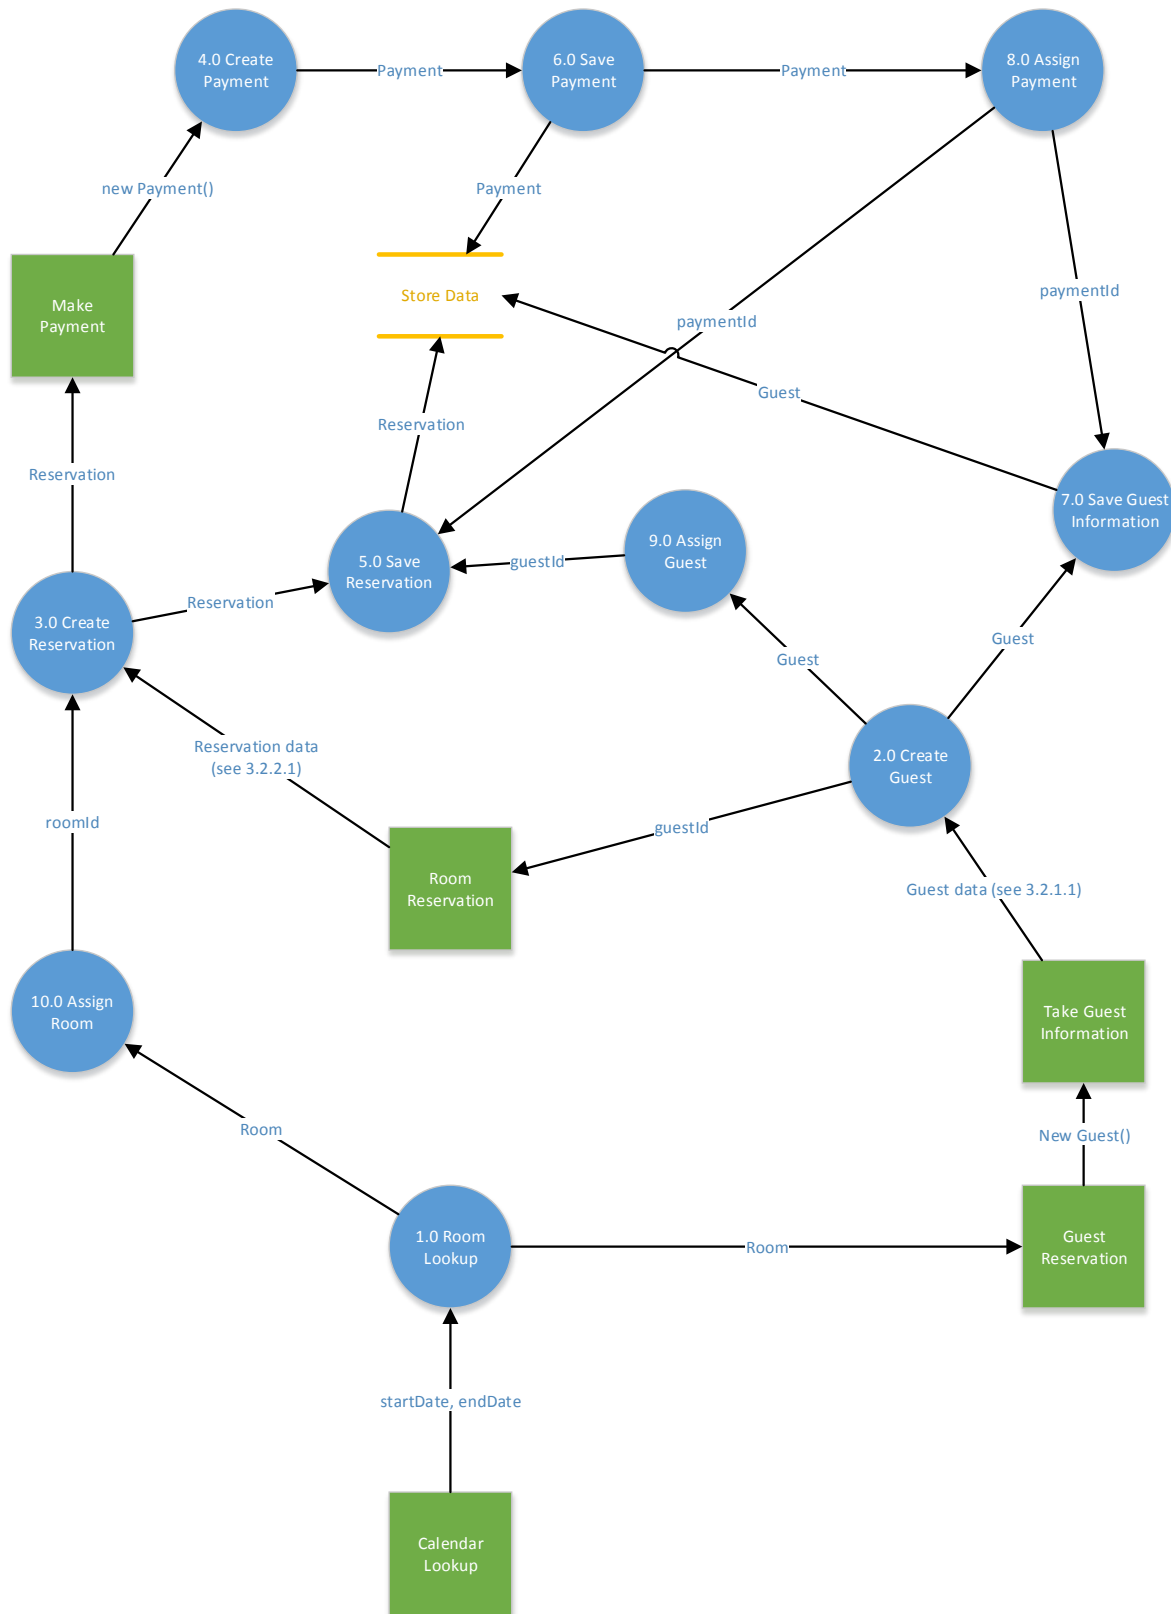 4.0 Create
Payment
Payment
6.0 Save
Payment
Payment
8.0 Assign
Payment
new Payment()
Payment
Make
Payment
Store Data
paymentId
paymentId
Guest
Reservation
Reservation
7.0 Save Guest
Information
9.0 Assign
Guest
guestId
5.0 Save
Reservation
Reservation
3.0 Create
Reservation
Guest
Guest
Reservation data
(see 3.2.2.1)
2.0 Create
Guest
roomId
guestId
Room
Reservation
Guest data (see 3.2.1.1)
10.0 Assign
Room
Take Guest
Information
Room
New Guest()
1.0 Room
Lookup
Room
Guest
Reservation
startDate, endDate
Calendar
Lookup